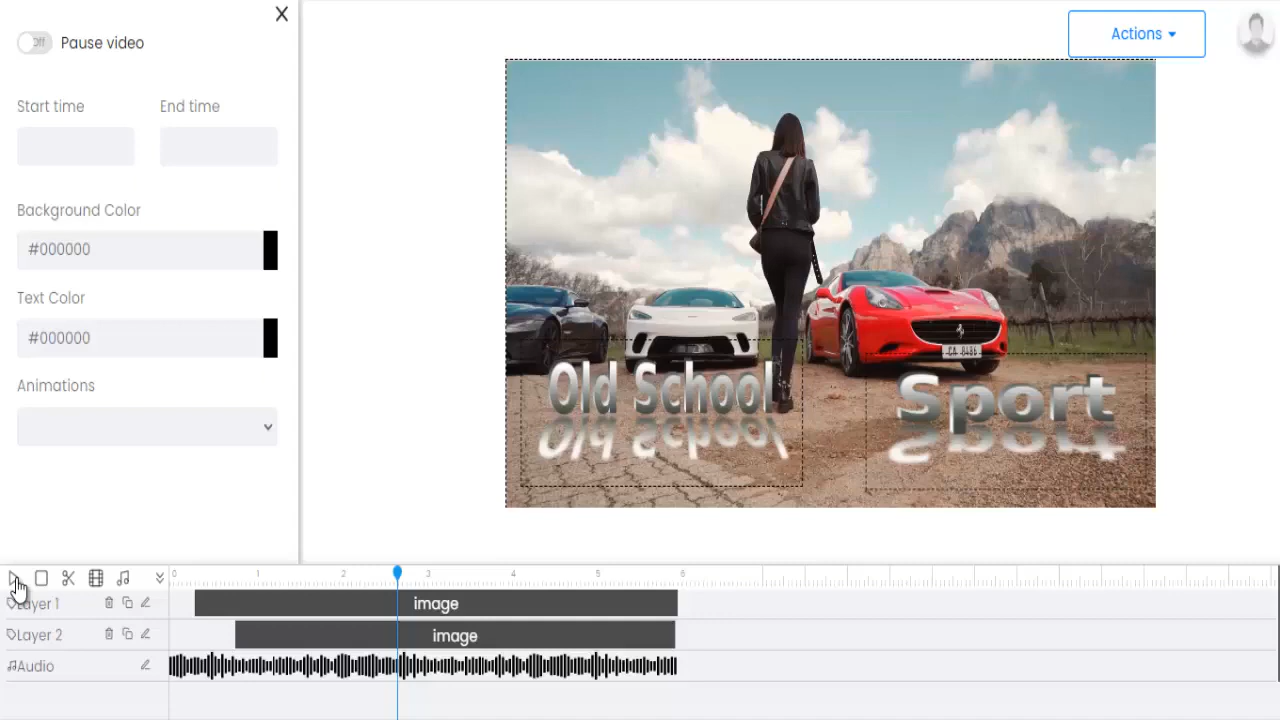 X
Off Pause video
Actions
Start time End time
Background Color
#000000
Text Color
#000000
Animations
Old School
Sport
CA 8486
0 1 2 3 4 5 6
Layer 1 image
Layer 2 image
Audio